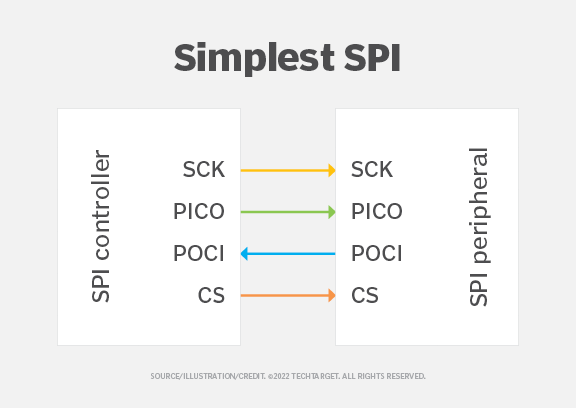 Simplest SPI
SPI controller
SCK
PICO
POCI
CS
SCK
PICO
POCI
CS
SPI peripheral
SOURCE/ILLUSTRATION/CREDIT. ©2022 TECHTARGET. ALL RIGHTS RESERVED.